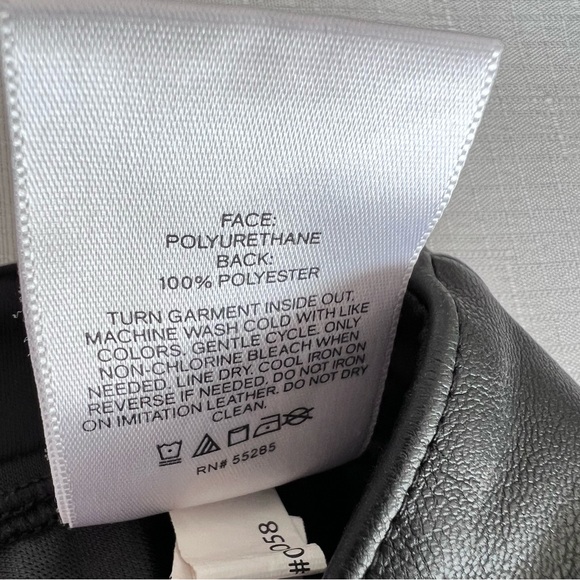 FACE:
POLYURETHANE
BACK:
100% POLYESTER
TURN GARMENT INSIDE OUT,
MACHINE WASH COLD WITH LIKE
COLORS. GENTLE CYCLE. ONLY
NON-CHLORINE BLEACH WHEN
NEEDED. LINE DRY. COOL IRON ON
REVERSE IF NEEDED. DO NOT IRON
ON IMITATION LEATHER. DO NOT DRY
CLEAN.
RN# 55285
#0058